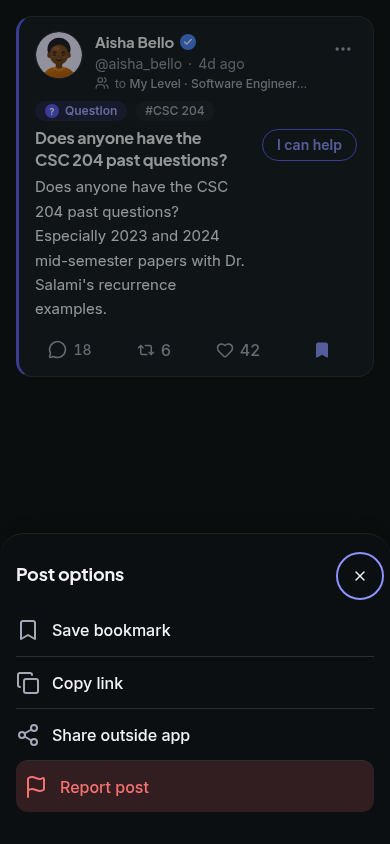 Aisha Bello
@aisha_bello · 4d ago
to My Level · Software Engineer...
? Question #CSC 204
Does anyone have the
CSC 204 past questions?
I can help
Does anyone have the CSC
204 past questions?
Especially 2023 and 2024
mid-semester papers with Dr.
Salami's recurrence
examples.
18 6 42
Post options
Save bookmark
Copy link
Share outside app
Report post